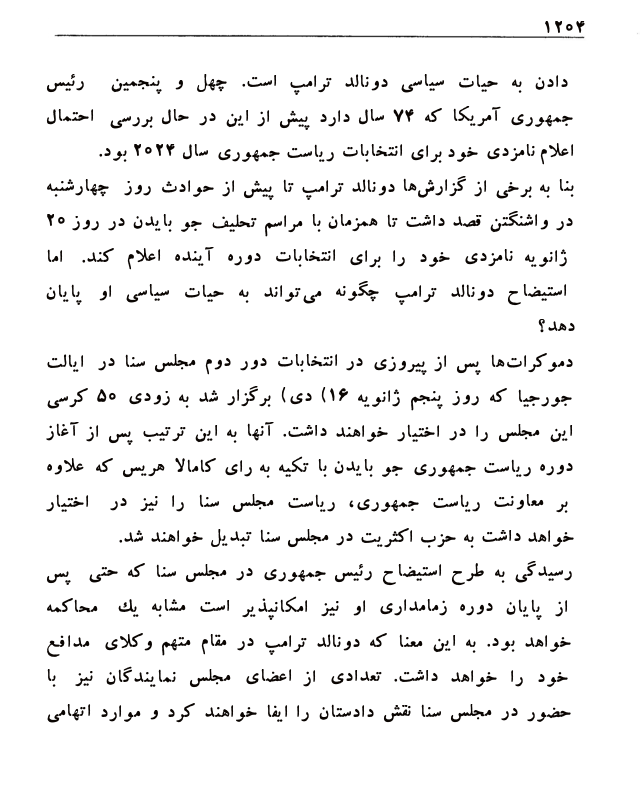 ۱۲۵۴
دادن به حیات سیاسی دونالد ترامپ است. چهل و پنجمین رئیس
جمهوری آمریکا که ۷۴ سال دارد پیش از این در حال بررسی احتمال
اعلام نامزدی خود برای انتخابات ریاست جمهوری سال ۲۰۲۴ بود.
بنا به برخی از گزارش‌ها دونالد ترامپ تا پیش از حوادث روز چهارشنبه
در واشنگتن قصد داشت تا همزمان با مراسم تحلیف جو بایدن در روز ۲۰
ژانویه نامزدی خود را برای انتخابات دوره آینده اعلام کند. اما
استیضاح دونالد ترامپ چگونه می‌تواند به حیات سیاسی او پایان
دهد؟
دموکرات‌ها پس از پیروزی در انتخابات دور دوم مجلس سنا در ایالت
جورجیا که روز پنجم ژانویه ۱۶) دی) برگزار شد به زودی ۵۰ کرسی
این مجلس را در اختیار خواهند داشت. آنها به این ترتیب پس از آغاز
دوره ریاست جمهوری جو بایدن با تکیه به رای کامالا هریس که علاوه
بر معاونت ریاست جمهوری، ریاست مجلس سنا را نیز در اختیار
خواهد داشت به حزب اکثریت در مجلس سنا تبدیل خواهند شد.
رسیدگی به طرح استیضاح رئیس جمهوری در مجلس سنا که حتی پس
از پایان دوره زمامداری او نیز امکانپذیر است مشابه یك محاکمه
خواهد بود. به این معنا که دونالد ترامپ در مقام متهم وکلای مدافع
خود را خواهد داشت. تعدادی از اعضای مجلس نمایندگان نیز با
حضور در مجلس سنا نقش دادستان را ایفا خواهند کرد و موارد اتهامی